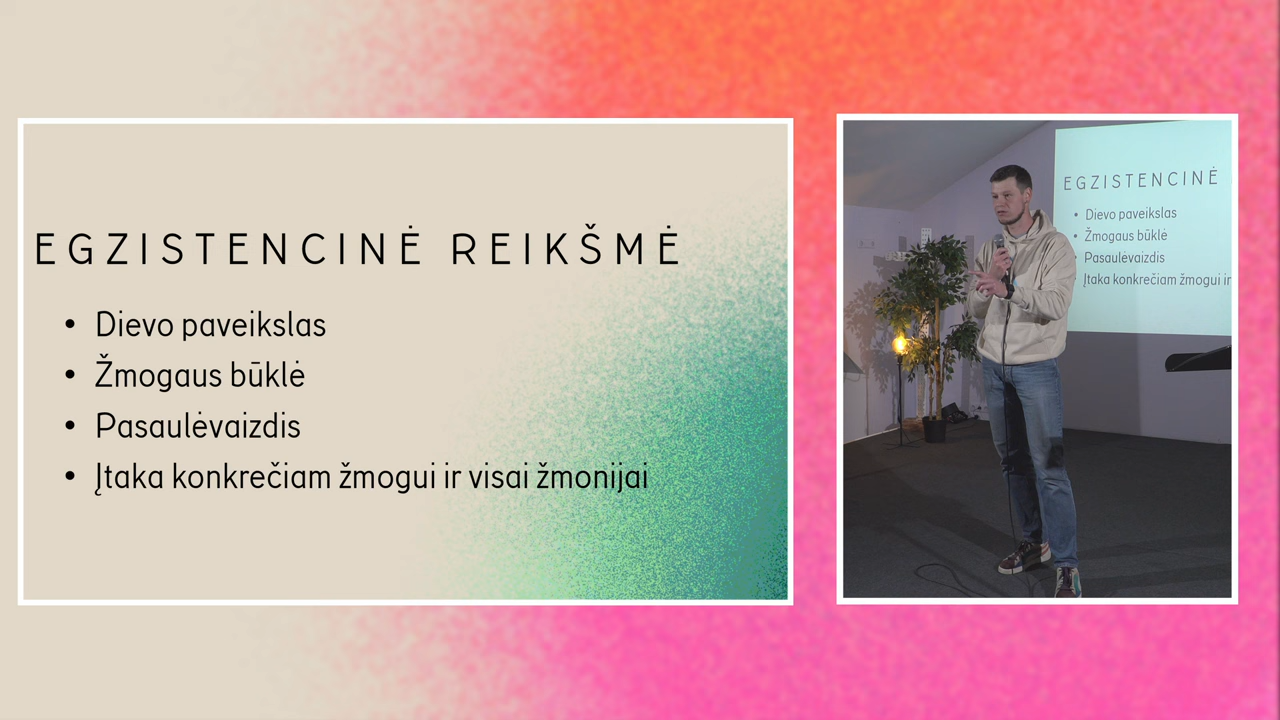 EGZISTENCINĖ REIKŠMĖ
• Dievo paveikslas
• Žmogaus būklė
• Pasaulėvaizdis
• Įtaka konkrečiam žmogui ir visai žmonijai
EGZISTENCINĖ
• Dievo paveikslas
• Žmogaus būklė
Pasaulėvaizdis
Įtaka konkrečiam žmogui ir